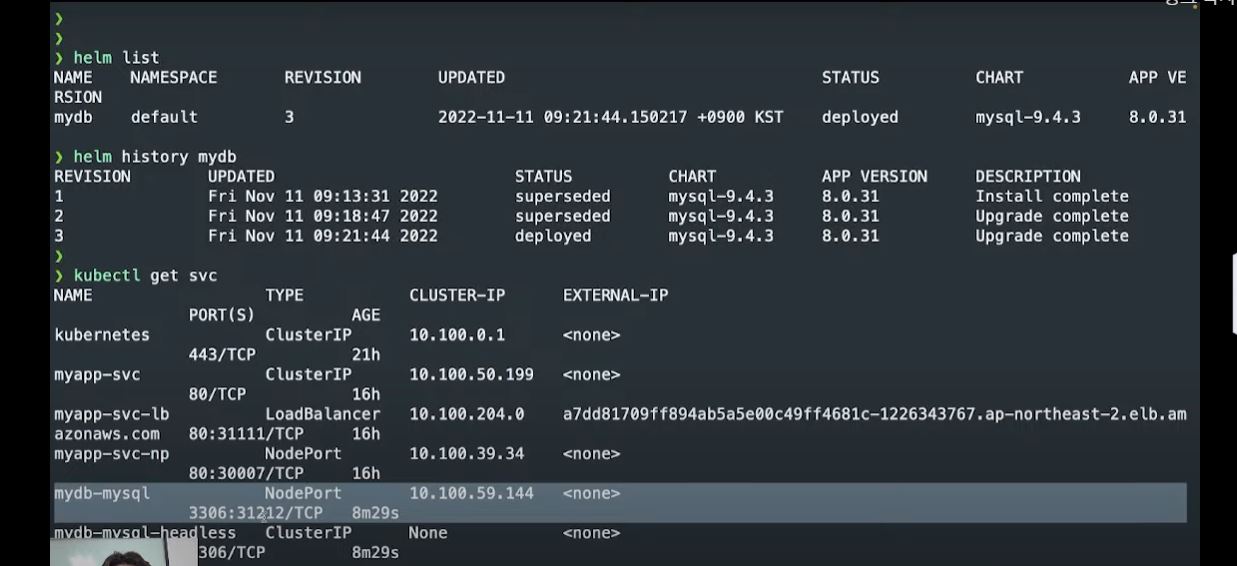 ❯
❯
❯ helm list
NAME NAMESPACE REVISION UPDATED STATUS CHART APP VE
RSION
mydb default 3 2022-11-11 09:21:44.150217 +0900 KST deployed mysql-9.4.3 8.0.31
❯ helm history mydb
REVISION UPDATED STATUS CHART APP VERSION DESCRIPTION
1 Fri Nov 11 09:13:31 2022 superseded mysql-9.4.3 8.0.31 Install complete
2 Fri Nov 11 09:18:47 2022 superseded mysql-9.4.3 8.0.31 Upgrade complete
3 Fri Nov 11 09:21:44 2022 deployed mysql-9.4.3 8.0.31 Upgrade complete
❯
❯ kubectl get svc
NAME TYPE CLUSTER-IP EXTERNAL-IP
PORT(S) AGE
kubernetes ClusterIP 10.100.0.1 <none>
443/TCP 21h
myapp-svc ClusterIP 10.100.50.199 <none>
80/TCP 16h
myapp-svc-lb LoadBalancer 10.100.204.0 a7dd81709ff894ab5a5e00c49ff4681c-1226343767.ap-northeast-2.elb.am
azonaws.com 80:31111/TCP 16h
myapp-svc-np NodePort 10.100.39.34 <none>
80:30007/TCP 16h
mydb-mysql NodePort 10.100.59.144 <none>
3306:31212/TCP 8m29s
mydb-mysql-headless ClusterIP None <none>
306/TCP 8m29s